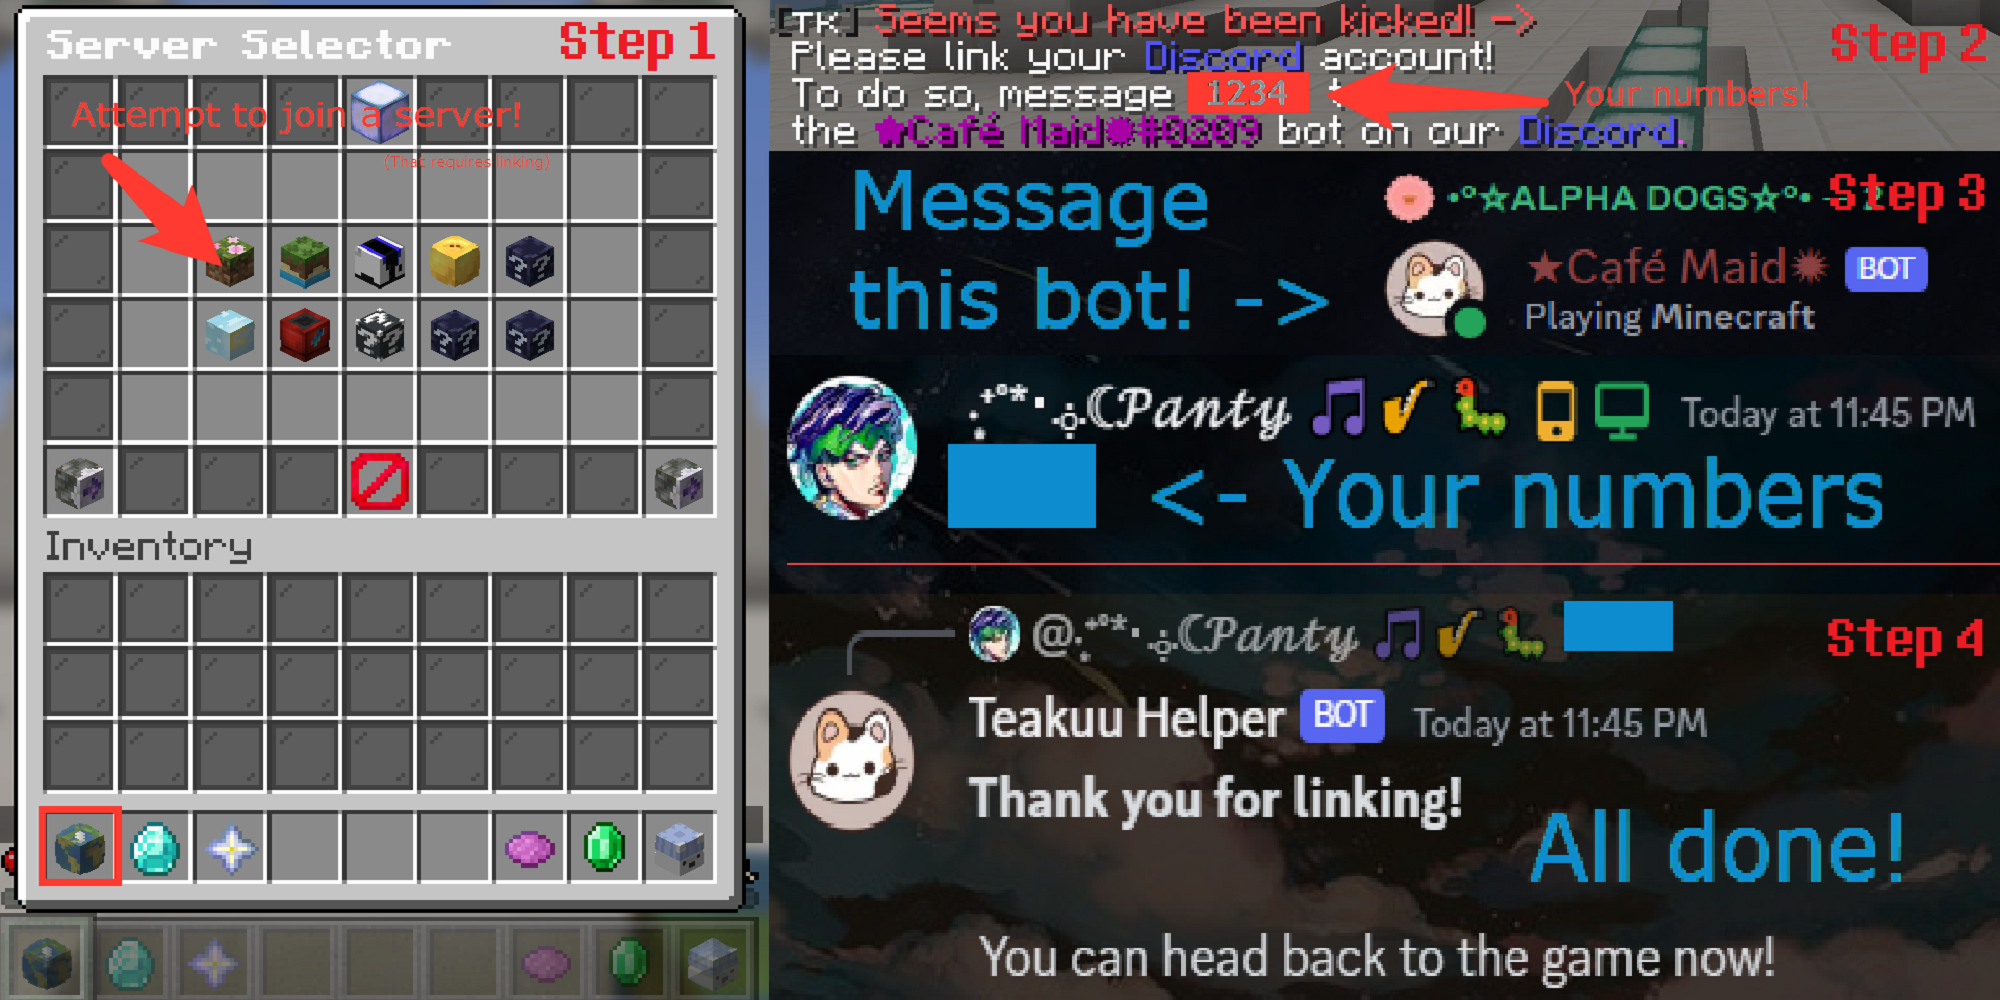 Server Selector
Step 1
Attempt to join a server!
(That requires linking)
Inventory
[TK] Seems you have been kicked! ->
Step 2
Please link your Discord account!
To do so, message 1234 t
Your numbers!
the ✹Café Maid✹#0209 bot on our Discord.
Step 3
Message
this bot! ->
•°☆ALPHA DOGS☆°•
★Café Maid✹ BOT
Playing Minecraft
Panty Today at 11:45 PM
<- Your numbers
Step 4
@Panty
Teakuu Helper BOT Today at 11:45 PM
Thank you for linking!
All done!
You can head back to the game now!